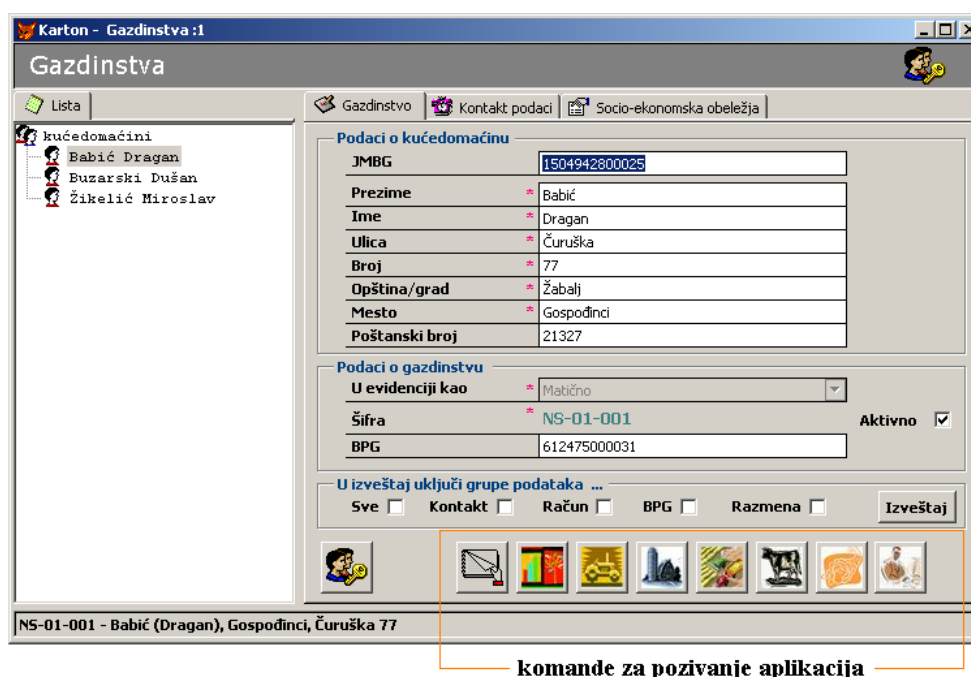 Karton - Gazdinstva :1
Gazdinstva
Lista
Gazdinstvo Kontakt podaci Socio-ekonomska obeležja
kućedomaćini
Babić Dragan
Buzarski Dušan
Žikelić Miroslav
Podaci o kućedomaćinu
JMBG 1504942800025
Prezime * Babić
Ime * Dragan
Ulica * Čuruška
Broj * 77
Opština/grad * Žabalj
Mesto * Gospođinci
Poštanski broj 21327
Podaci o gazdinstvu
U evidenciji kao * Matično
Šifra * NS-01-001 Aktivno
BPG 612475000031
U izveštaj uključi grupe podataka ...
Sve Kontakt Račun BPG Razmena Izveštaj
NS-01-001 - Babić (Dragan), Gospođinci, Čuruška 77
komande za pozivanje aplikacija